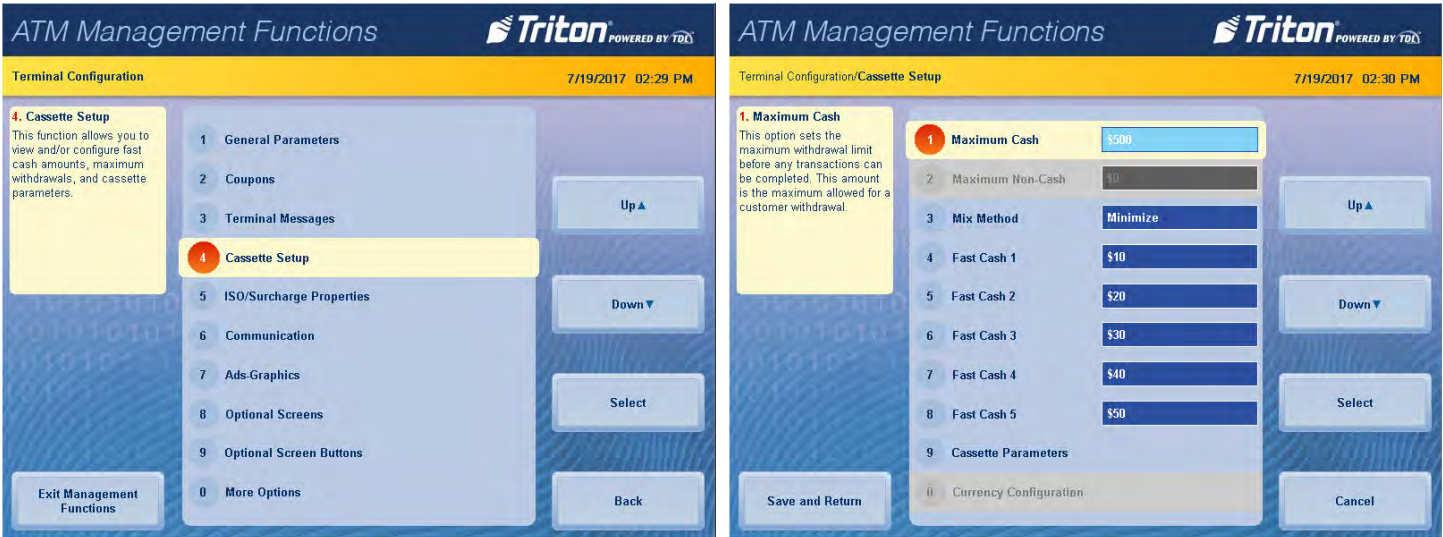 ATM Management Functions
Triton POWERED BY TDL
Terminal Configuration
7/19/2017 02:29 PM
4. Cassette Setup
This function allows you to
view and/or configure fast
cash amounts, maximum
withdrawals, and cassette
parameters.
1 General Parameters
2 Coupons
3 Terminal Messages
4 Cassette Setup
5 ISO/Surcharge Properties
6 Communication
7 Ads-Graphics
8 Optional Screens
9 Optional Screen Buttons
0 More Options
Up▲
Down▼
Select
Back
Exit Management
Functions
ATM Management Functions
Triton POWERED BY TDL
Terminal Configuration/Cassette Setup
7/19/2017 02:30 PM
1. Maximum Cash
This option sets the
maximum withdrawal limit
before any transactions can
be completed. This amount
is the maximum allowed for a
customer withdrawal.
1 Maximum Cash $500
2 Maximum Non-Cash $0
3 Mix Method Minimize
4 Fast Cash 1 $10
5 Fast Cash 2 $20
6 Fast Cash 3 $30
7 Fast Cash 4 $40
8 Fast Cash 5 $50
9 Cassette Parameters
0 Currency Configuration
Up▲
Down▼
Select
Cancel
Save and Return